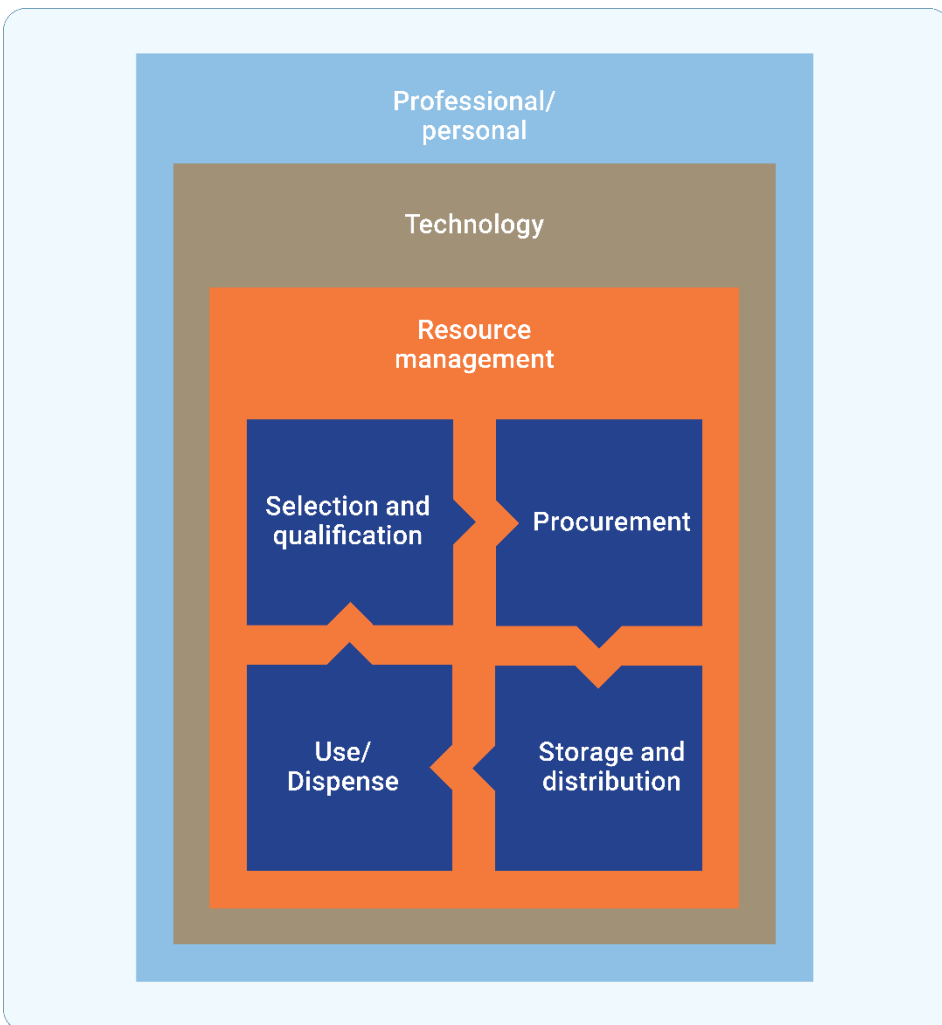 Professional/
personal
Technology
Resource
management
Selection and
qualification
Procurement
Use/
Dispense
Storage and
distribution